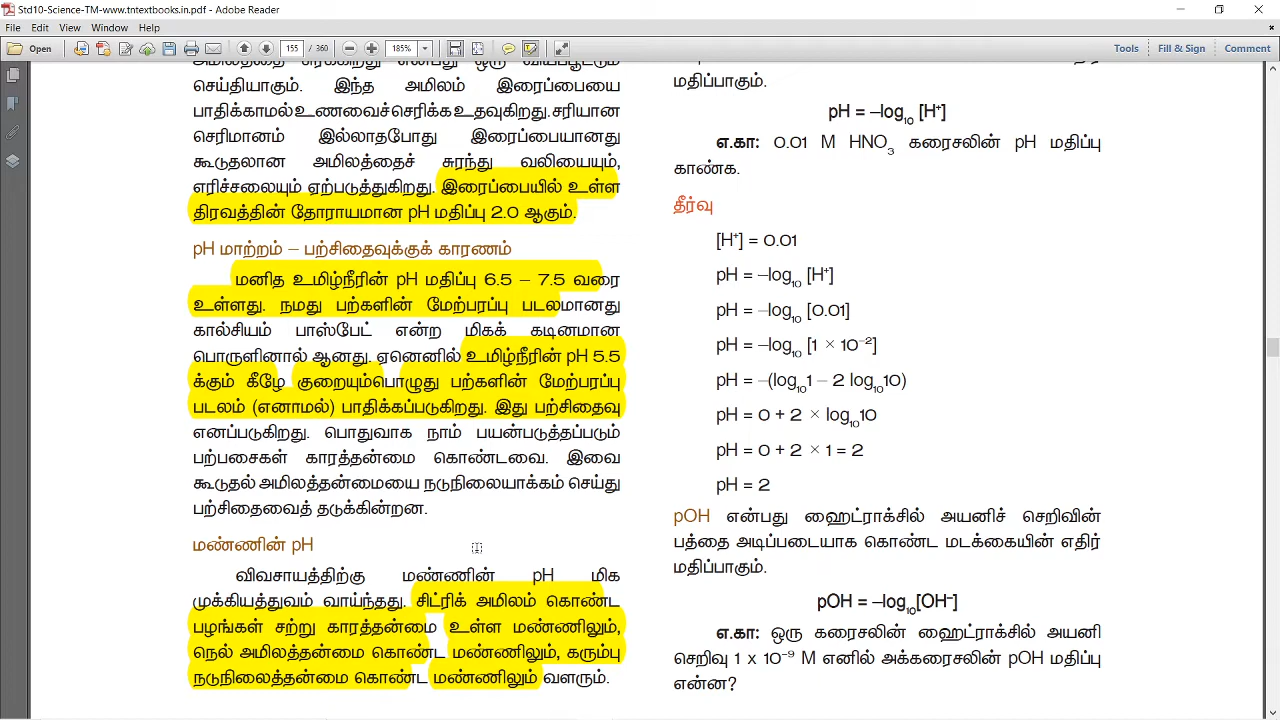 Std10-Science-TM-www.tntextbooks.in.pdf - Adobe Reader
File Edit View Window Help
Open 155 / 360 185% Tools Fill & Sign Comment
செய்தியாகும். இந்த அமிலம் இரைப்பையை
பாதிக்காமல் உணவைச் செரிக்க உதவுகிறது. சரியான
செரிமானம் இல்லாதபோது இரைப்பையானது
கூடுதலான அமிலத்தைச் சுரந்து வலியையும்,
எரிச்சலையும் ஏற்படுத்துகிறது. இரைப்பையில் உள்ள
திரவத்தின் தோராயமான pH மதிப்பு 2.0 ஆகும்.
pH மாற்றம் – பற்சிதைவுக்குக் காரணம்
மனித உமிழ்நீரின் pH மதிப்பு 6.5 – 7.5 வரை
உள்ளது. நமது பற்களின் மேற்பரப்பு படலமானது
கால்சியம் பாஸ்பேட் என்ற மிகக் கடினமான
பொருளினால் ஆனது. ஏனெனில் உமிழ்நீரின் pH 5.5
க்கும் கீழே குறையும்பொழுது பற்களின் மேற்பரப்பு
படலம் (எனாமல்) பாதிக்கப்படுகிறது. இது பற்சிதைவு
எனப்படுகிறது. பொதுவாக நாம் பயன்படுத்தப்படும்
பற்பசைகள் காரத்தன்மை கொண்டவை. இவை
கூடுதல் அமிலத்தன்மையை நடுநிலையாக்கம் செய்து
பற்சிதைவைத் தடுக்கின்றன.
மண்ணின் pH
விவசாயத்திற்கு மண்ணின் pH மிக
முக்கியத்துவம் வாய்ந்தது. சிட்ரிக் அமிலம் கொண்ட
பழங்கள் சற்று காரத்தன்மை உள்ள மண்ணிலும்,
நெல் அமிலத்தன்மை கொண்ட மண்ணிலும், கரும்பு
நடுநிலைத்தன்மை கொண்ட மண்ணிலும் வளரும்.
மதிப்பாகும்.
pH = –log₁₀ [H⁺]
எ.கா: 0.01 M HNO₃ கரைசலின் pH மதிப்பு
காண்க.
தீர்வு
[H⁺] = 0.01
pH = –log₁₀ [H⁺]
pH = –log₁₀ [0.01]
pH = –log₁₀ [1 × 10⁻²]
pH = –(log₁₀1 – 2 log₁₀10)
pH = 0 + 2 × log₁₀10
pH = 0 + 2 × 1 = 2
pH = 2
pOH என்பது ஹைட்ராக்சில் அயனிச் செறிவின்
பத்தை அடிப்படையாக கொண்ட மடக்கையின் எதிர்
மதிப்பாகும்.
pOH = –log₁₀[OH⁻]
எ.கா: ஒரு கரைசலின் ஹைட்ராக்சில் அயனி
செறிவு 1 x 10⁻⁹ M எனில் அக்கரைசலின் pOH மதிப்பு
என்ன?